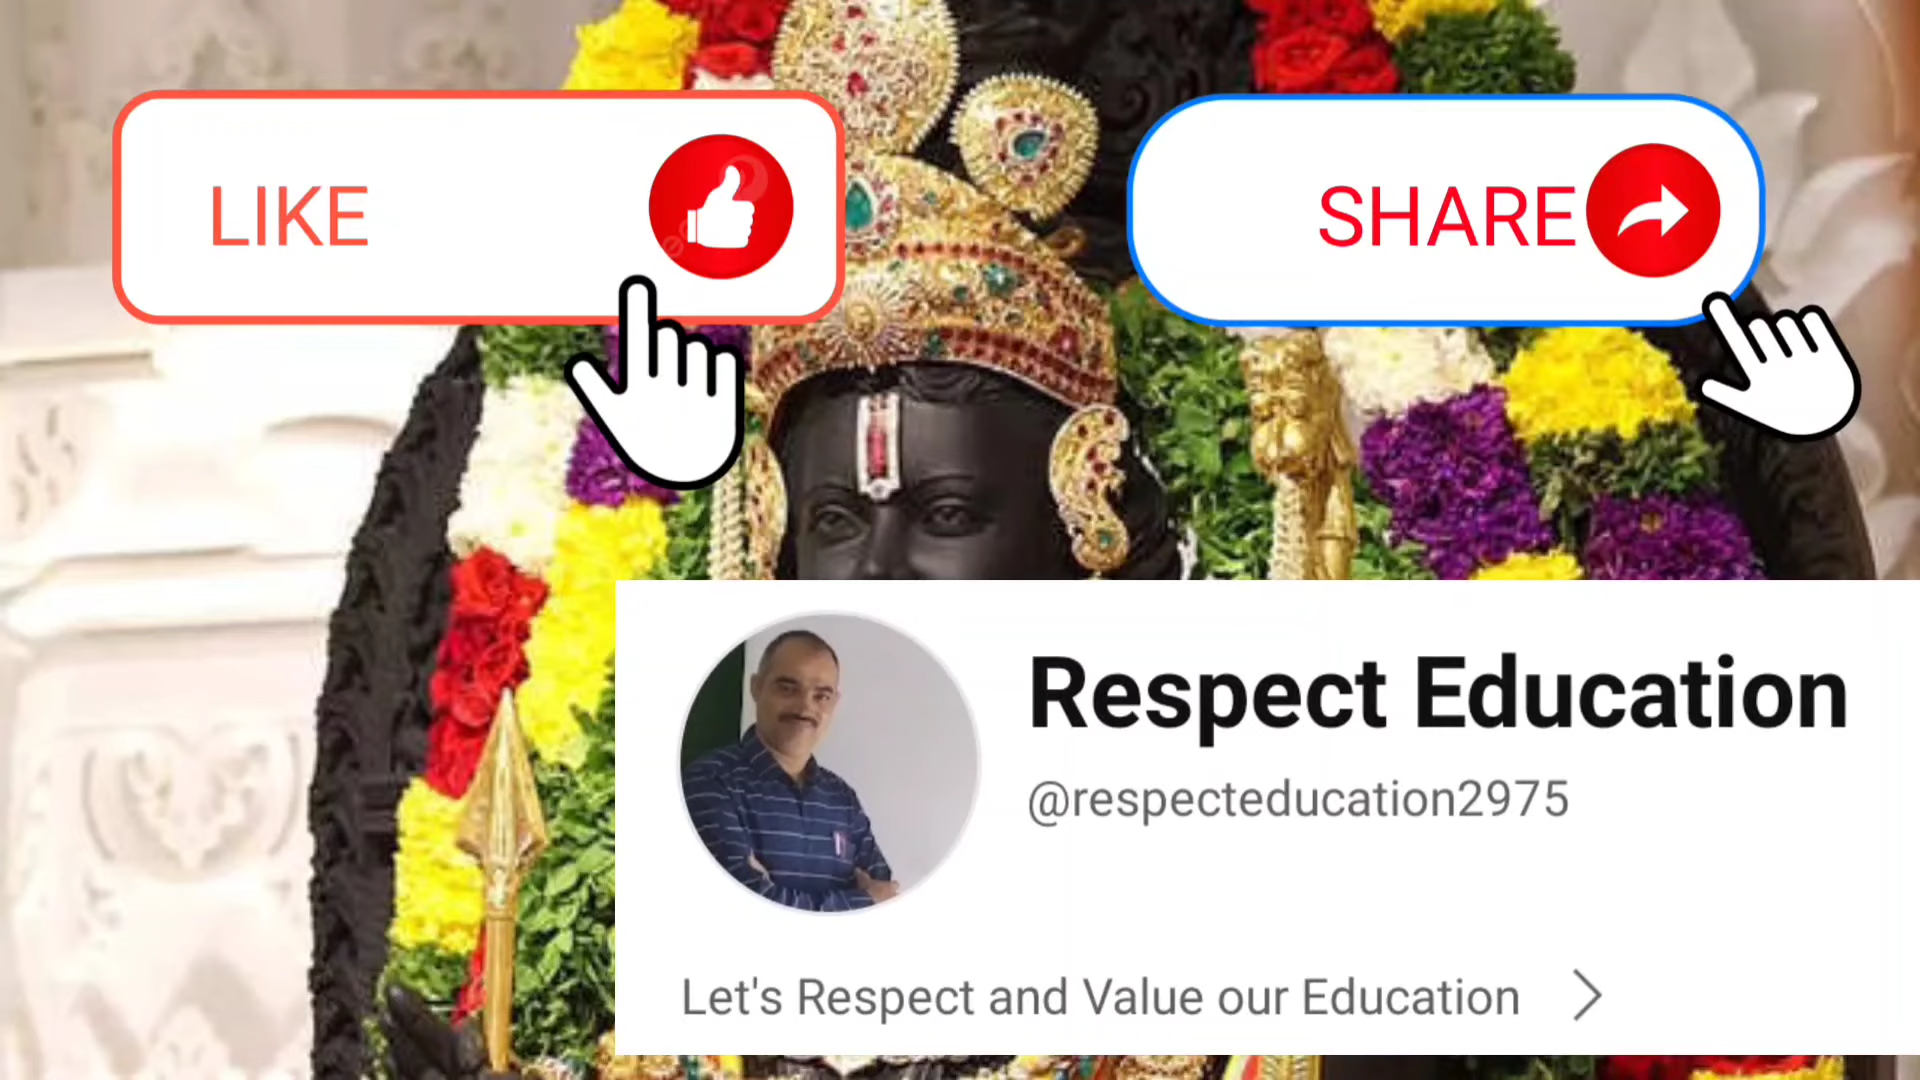 LIKE
SHARE
Respect Education
@respecteducation2975
Let's Respect and Value our Education